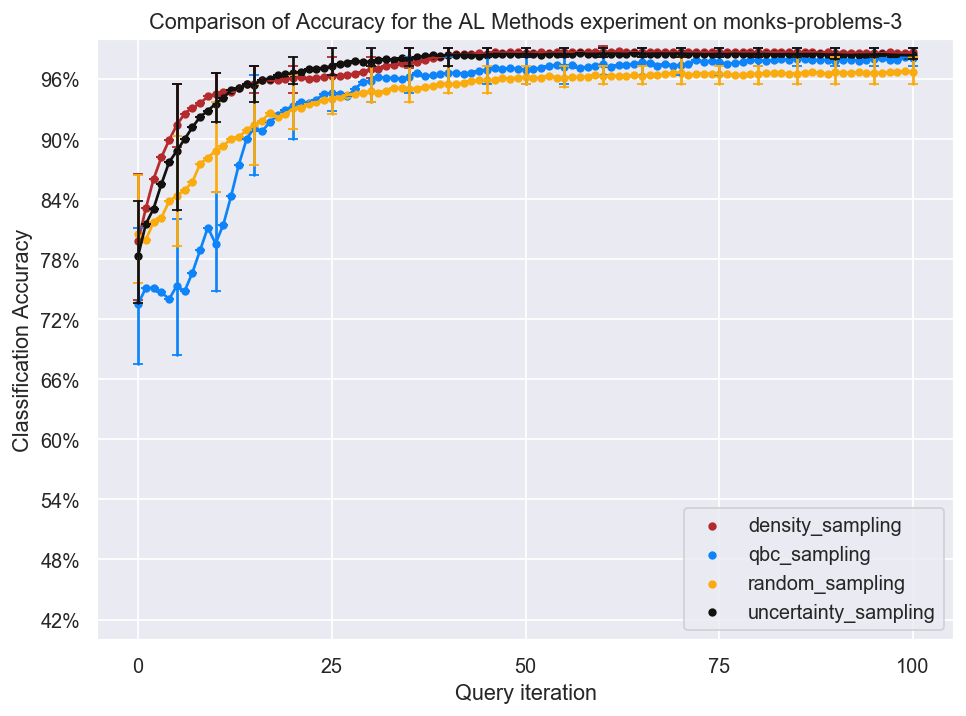 Comparison of Accuracy for the AL Methods experiment on monks-problems-3
96%
90%
84%
78%
72%
66%
60%
54%
48%
42%
Classification Accuracy
density_sampling
qbc_sampling
random_sampling
uncertainty_sampling
0 25 50 75 100
Query iteration